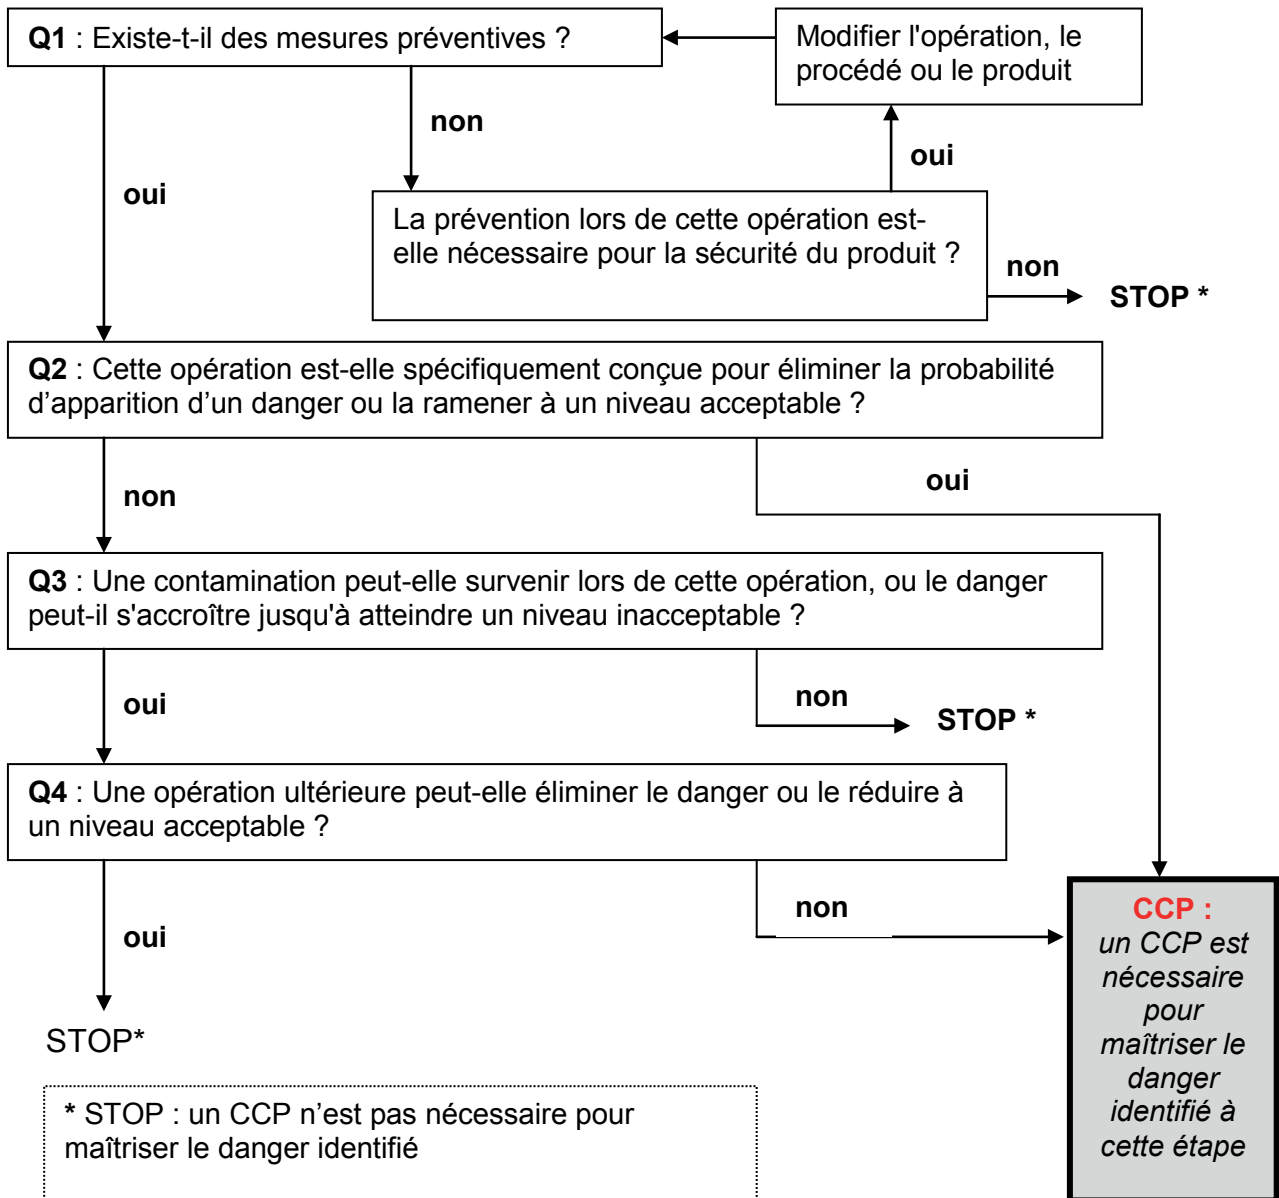 Q1 : Existe-t-il des mesures préventives ?
Modifier l'opération, le
procédé ou le produit
non
oui
oui
La prévention lors de cette opération est-
elle nécessaire pour la sécurité du produit ?
non
STOP *
Q2 : Cette opération est-elle spécifiquement conçue pour éliminer la probabilité
d’apparition d’un danger ou la ramener à un niveau acceptable ?
oui
non
Q3 : Une contamination peut-elle survenir lors de cette opération, ou le danger
peut-il s'accroître jusqu'à atteindre un niveau inacceptable ?
non
oui
STOP *
Q4 : Une opération ultérieure peut-elle éliminer le danger ou le réduire à
un niveau acceptable ?
non
oui
CCP :
un CCP est
nécessaire
pour
maîtriser le
danger
identifié à
cette étape
STOP*
* STOP : un CCP n’est pas nécessaire pour
maîtriser le danger identifié